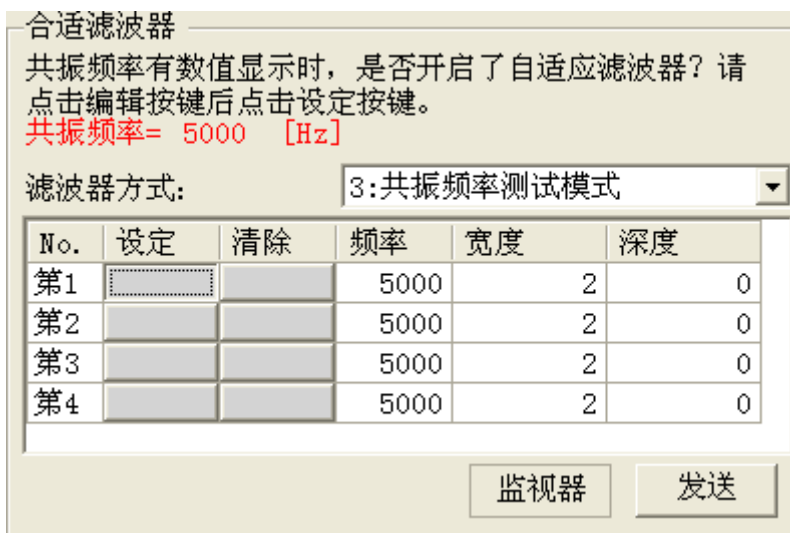 合适滤波器
共振频率有数值显示时，是否开启了自适应滤波器？请
点击编辑按键后点击设定按键。
共振频率= 5000 [Hz]
滤波器方式: 3:共振频率测试模式
No. 设定 清除 频率 宽度 深度
第1 5000 2 0
第2 5000 2 0
第3 5000 2 0
第4 5000 2 0
监视器 发送